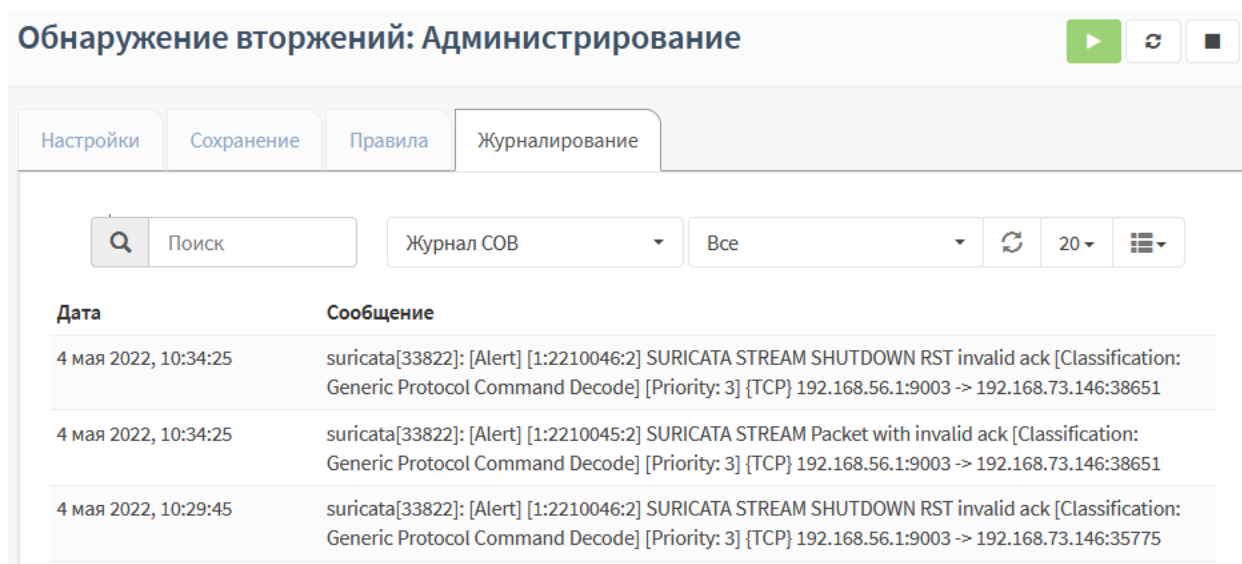 Обнаружение вторжений: Администрирование
Настройки
Сохранение
Правила
Журналирование
Поиск
Журнал СОВ
Все
20
Дата
Сообщение
4 мая 2022, 10:34:25
suricata[33822]: [Alert] [1:2210046:2] SURICATA STREAM SHUTDOWN RST invalid ack [Classification:
Generic Protocol Command Decode] [Priority: 3] {TCP} 192.168.56.1:9003 -> 192.168.73.146:38651
4 мая 2022, 10:34:25
suricata[33822]: [Alert] [1:2210045:2] SURICATA STREAM Packet with invalid ack [Classification:
Generic Protocol Command Decode] [Priority: 3] {TCP} 192.168.56.1:9003 -> 192.168.73.146:38651
4 мая 2022, 10:29:45
suricata[33822]: [Alert] [1:2210046:2] SURICATA STREAM SHUTDOWN RST invalid ack [Classification:
Generic Protocol Command Decode] [Priority: 3] {TCP} 192.168.56.1:9003 -> 192.168.73.146:35775